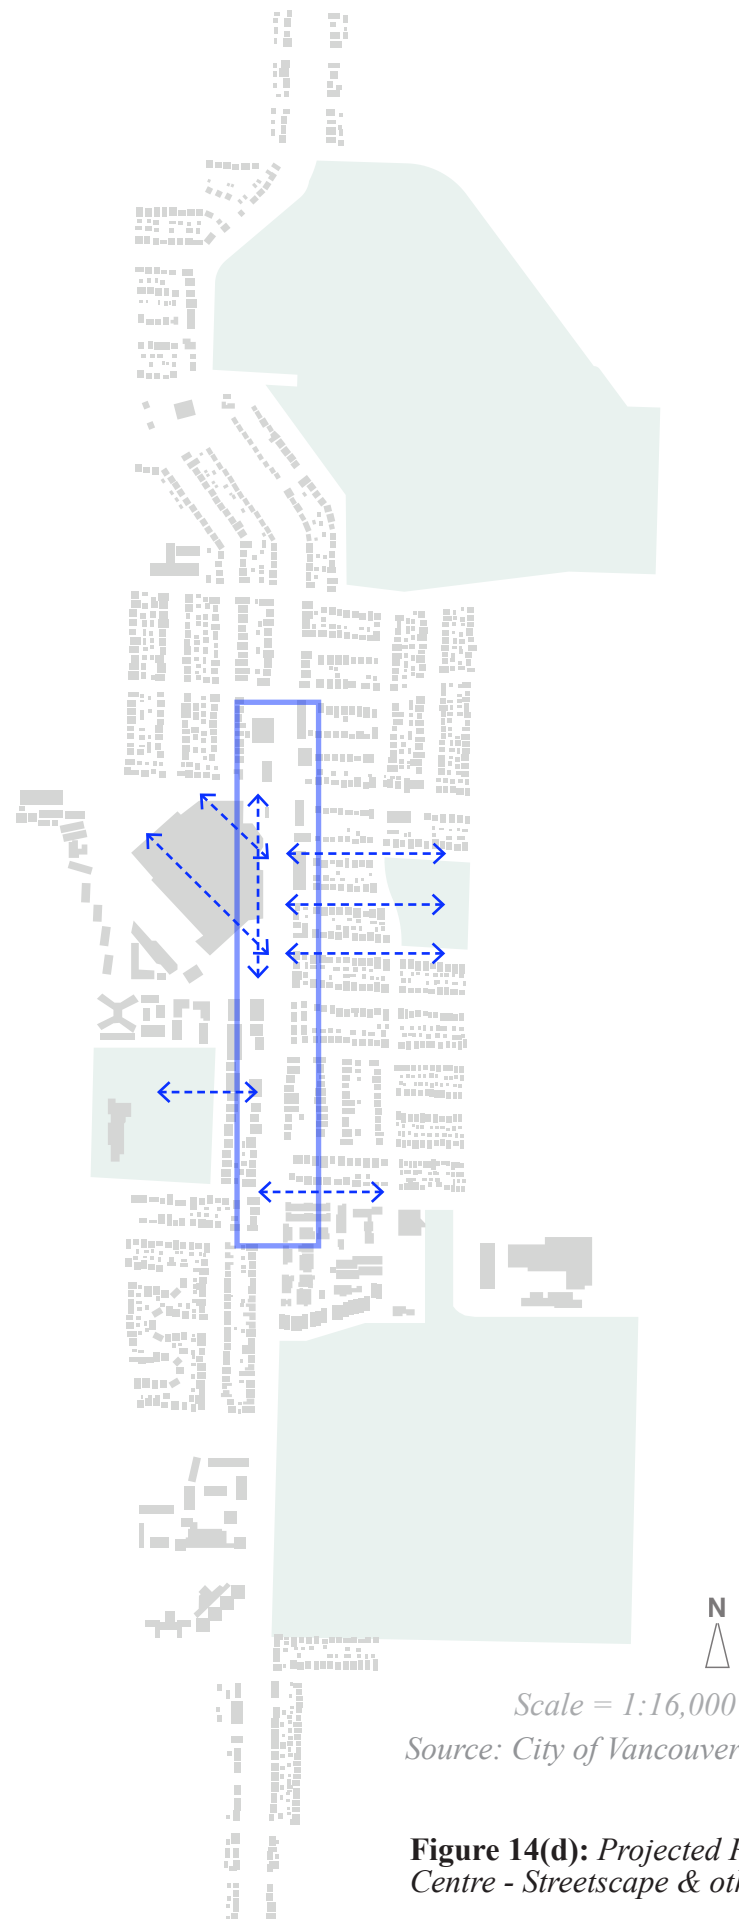 N
Scale = 1:16,000
Source: City of Vancouver
Figure 14(d): Projected
Centre - Streetscape &